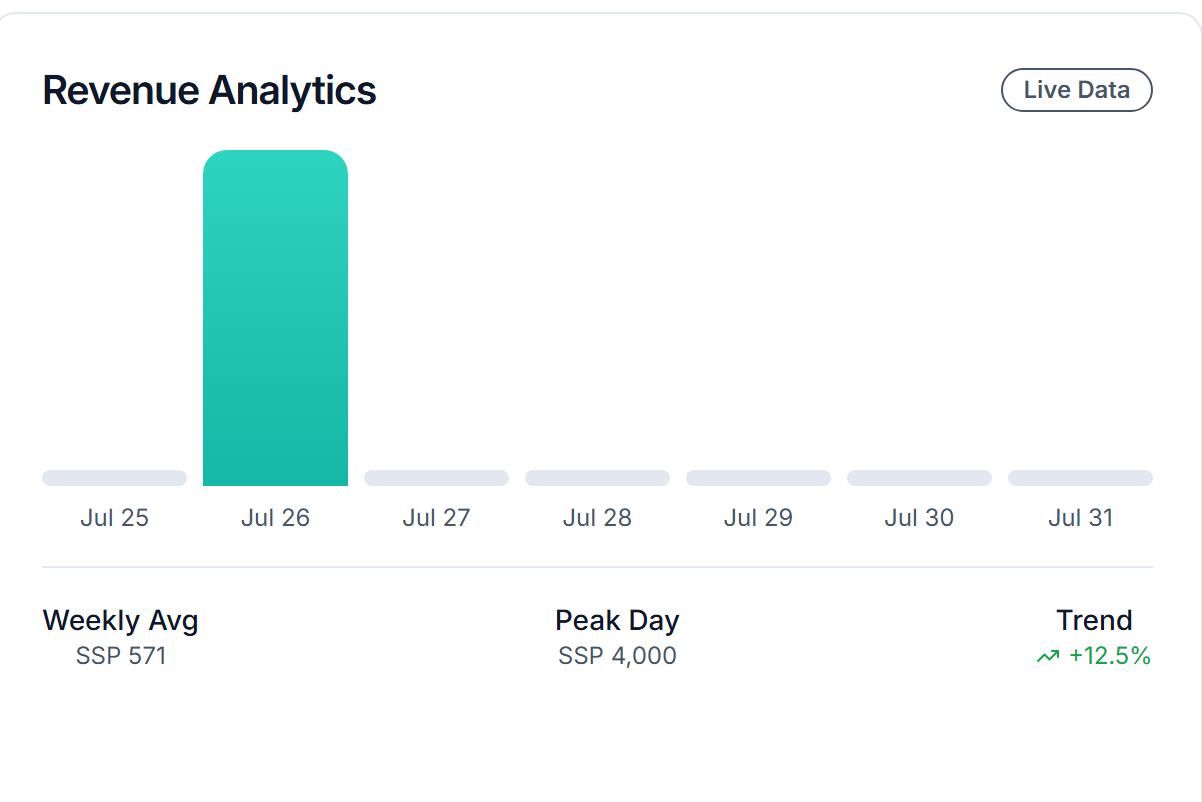 Revenue Analytics
Live Data
Jul 25
Jul 26
Jul 27
Jul 28
Jul 29
Jul 30
Jul 31
Weekly Avg
SSP 571
Peak Day
SSP 4,000
Trend
+12.5%